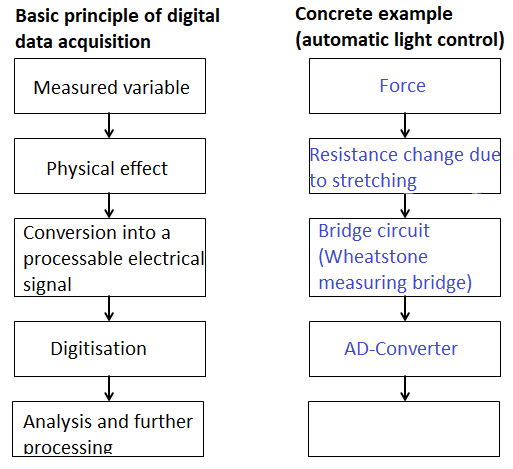 Basic principle of digital
data acquisition
Measured variable
Physical effect
Conversion into a
processable electrical
signal
Digitisation
Analysis and further
processing
Concrete example
(automatic light control)
Force
Resistance change due
to stretching
Bridge circuit
(Wheatstone
measuring bridge)
AD-Converter